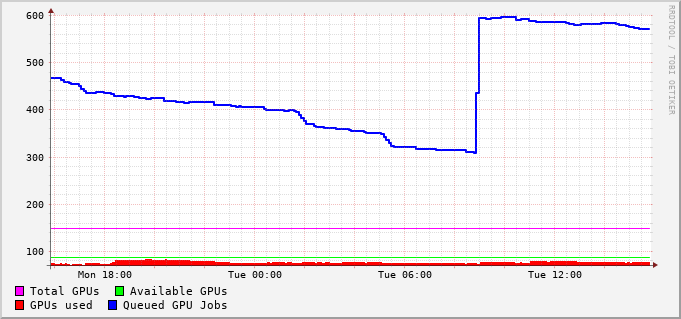 600
500
400
300
200
100
Mon 18:00 Tue 00:00 Tue 06:00 Tue 12:00
Total GPUs Available GPUs
GPUs used Queued GPU Jobs
RRDTOOL / TOBI OETIKER